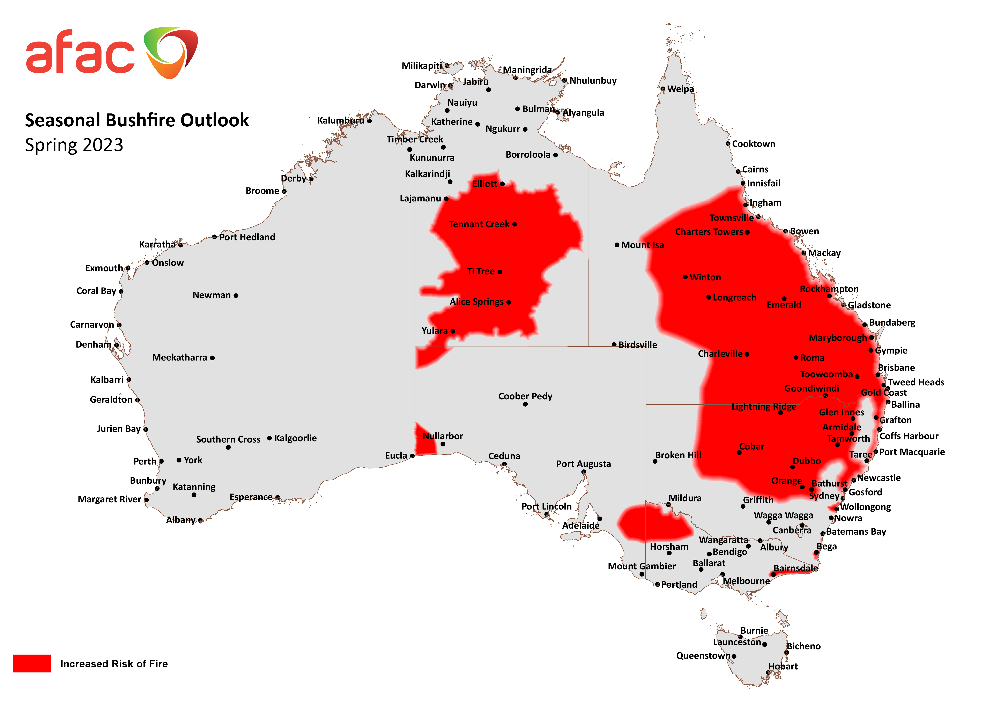 afac
Seasonal Bushfire Outlook
Spring 2023
Milikapiti
Maningrida
Darwin
Jabiru
Nhulunbuy
Weipa
Nauiyu
Bulman
Alyangula
Kalumburu
Katherine
Ngukurr
Timber Creek
Cooktown
Kununurra
Borroloola
Cairns
Kalkarindji
Derby
Elliott
Innisfail
Broome
Lajamanu
Ingham
Townsville
Tennant Creek
Charters Towers
Bowen
Port Hedland
Karratha
Mount Isa
Mackay
Onslow
Exmouth
Ti Tree
Winton
Coral Bay
Newman
Rockhampton
Alice Springs
Longreach
Emerald
Gladstone
Carnarvon
Bundaberg
Yulara
Maryborough
Denham
Birdsville
Gympie
Meekatharra
Charleville
Roma
Brisbane
Kalbarri
Toowoomba
Tweed Heads
Goondiwindi
Gold Coast
Geraldton
Coober Pedy
Ballina
Lightning Ridge
Glen Innes
Grafton
Jurien Bay
Armidale
Nullarbor
Coffs Harbour
Southern Cross
Kalgoorlie
Tamworth
Cobar
Port Macquarie
Eucla
Ceduna
Broken Hill
Taree
Perth
York
Port Augusta
Dubbo
Bunbury
Orange
Bathurst
Newcastle
Katanning
Gosford
Margaret River
Esperance
Mildura
Griffith
Sydney
Port Lincoln
Wollongong
Albany
Wagga Wagga
Nowra
Adelaide
Canberra
Batemans Bay
Horsham
Wangaratta
Albury
Bega
Bendigo
Mount Gambier
Ballarat
Bairnsdale
Portland
Melbourne
Burnie
Launceston
Bicheno
Queenstown
Increased Risk of Fire
Hobart